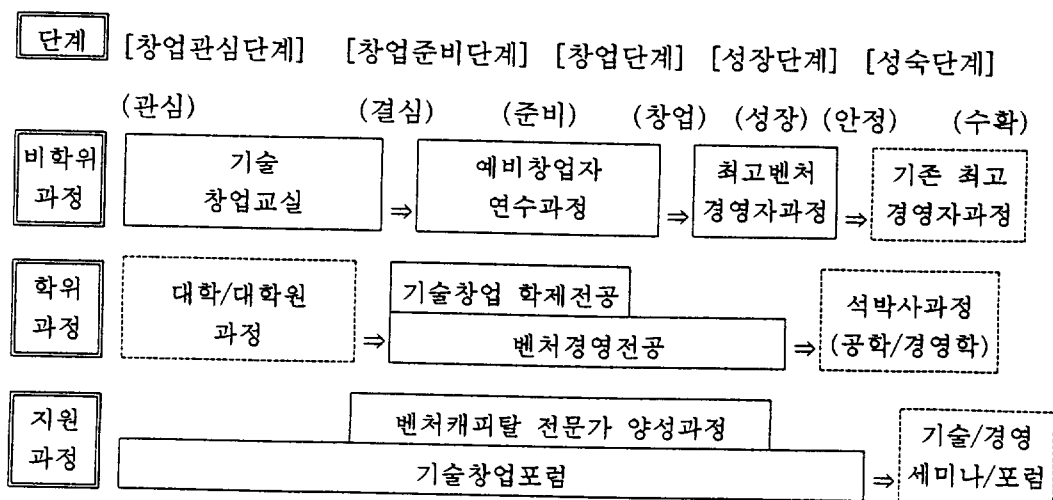 단계 [창업관심단계] [창업준비단계] [창업단계] [성장단계] [성숙단계]
(관심) (결심) (준비) (창업) (성장) (안정) (수확)
비학위 기술 예비창업자 최고벤처 기존 최고
과정 창업교실 ⇒ 연수과정 ⇒ 경영자과정 ⇒ 경영자과정
학위 대학/대학원 기술창업 학제전공 석박사과정
과정 과정 ⇒ 벤처경영전공 ⇒ (공학/경영학)
지원 벤처캐피탈 전문가 양성과정 기술/경영
과정 기술창업포럼 ⇒ 세미나/포럼